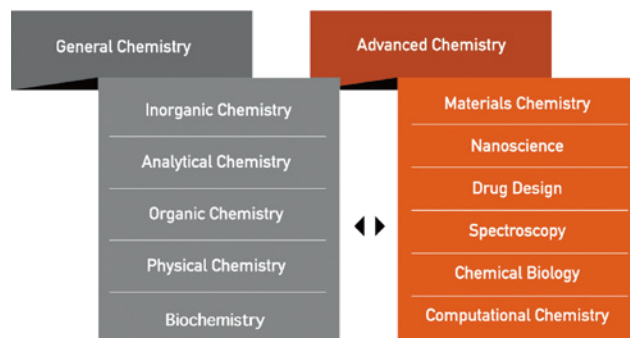 General Chemistry
Inorganic Chemistry
Analytical Chemistry
Organic Chemistry
Physical Chemistry
Biochemistry
Advanced Chemistry
Materials Chemistry
Nanoscience
Drug Design
Spectroscopy
Chemical Biology
Computational Chemistry